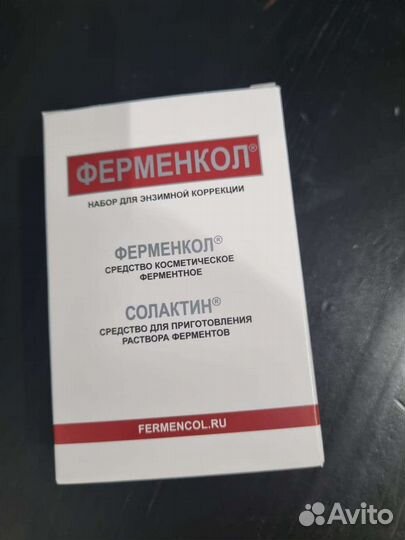 ФЕРМЕНКОЛ®
НАБОР ДЛЯ ЭНЗИМНОЙ КОРРЕКЦИИ
ФЕРМЕНКОЛ®
СРЕДСТВО КОСМЕТИЧЕСКОЕ
ФЕРМЕНТНОЕ
СОЛАКТИН®
СРЕДСТВО ДЛЯ ПРИГОТОВЛЕНИЯ
РАСТВОРА ФЕРМЕНТОВ
FERMENCOL.RU
Avito